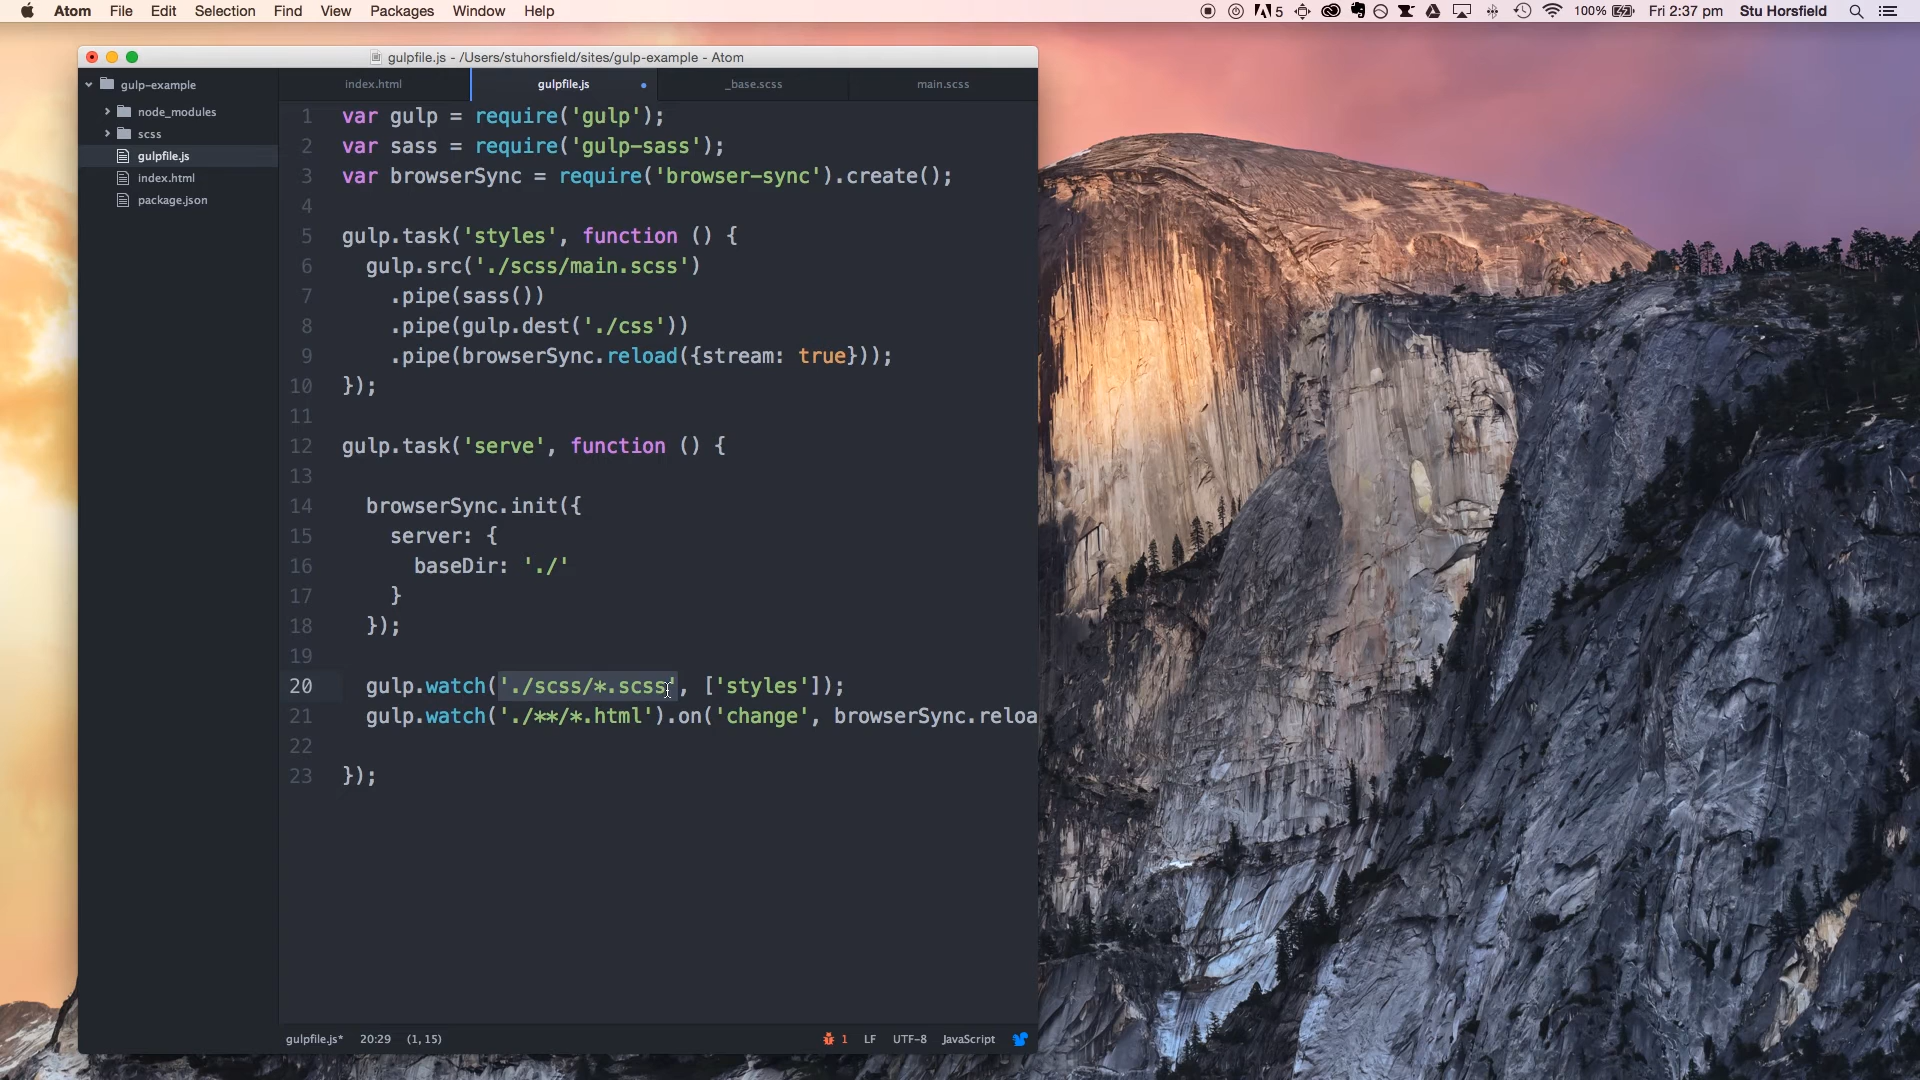 Atom File Edit Selection Find View Packages Window Help
5 100% Fri 2:37 pm Stu Horsfield
gulpfile.js - /Users/stuhorsfield/sites/gulp-example - Atom
gulp-example
node_modules
scss
gulpfile.js
index.html
package.json
index.html gulpfile.js _base.scss main.scss
1 var gulp = require('gulp');
2 var sass = require('gulp-sass');
3 var browserSync = require('browser-sync').create();
4
5 gulp.task('styles', function () {
6 gulp.src('./scss/main.scss')
7 .pipe(sass())
8 .pipe(gulp.dest('./css'))
9 .pipe(browserSync.reload({stream: true}));
10 });
11
12 gulp.task('serve', function () {
13
14 browserSync.init({
15 server: {
16 baseDir: './'
17 }
18 });
19
20 gulp.watch('./scss/*.scss', ['styles']);
21 gulp.watch('./**/*.html').on('change', browserSync.reloa
22
23 });
gulpfile.js* 20:29 (1, 15) 1 LF UTF-8 JavaScript